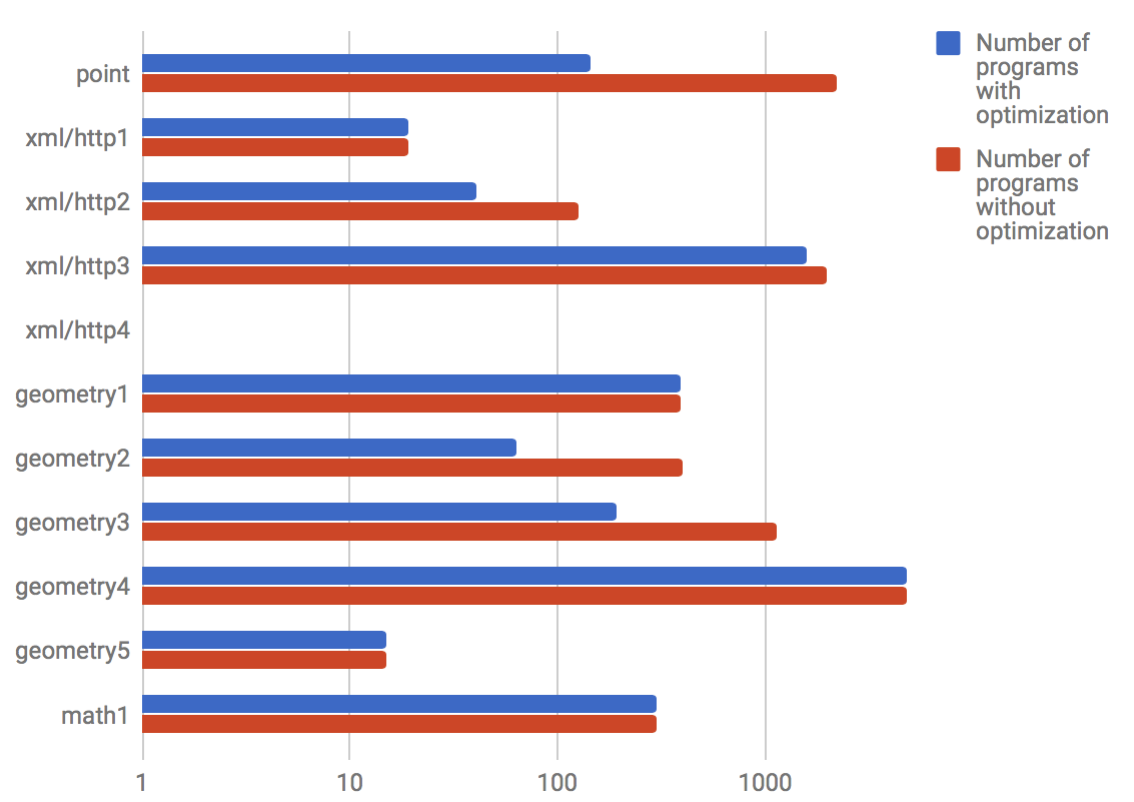 point
xml/http1
xml/http2
xml/http3
xml/http4
geometry1
geometry2
geometry3
geometry4
geometry5
math1
1
10
100
1000
Number of
programs
with
optimization
Number of
programs
without
optimization